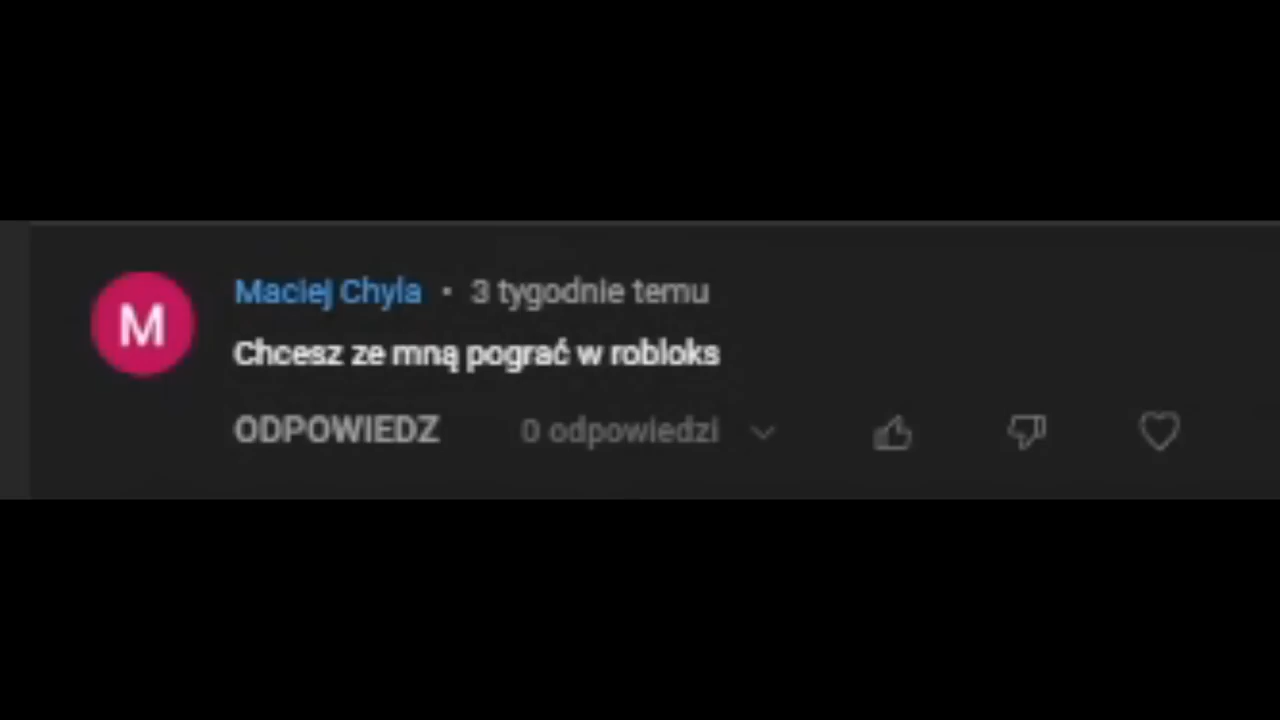 M
Maciej Chyla • 3 tygodnie temu
Chcesz ze mną pograć w robloks
ODPOWIEDZ 0 odpowiedzi